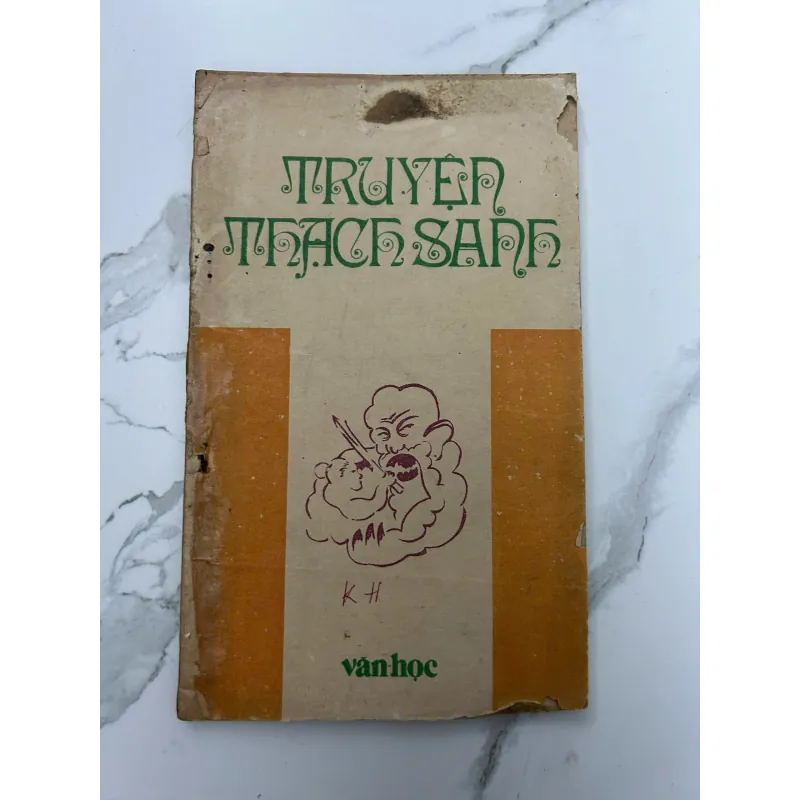 TRUYỆN
THẠCH SANH
KH
văn học